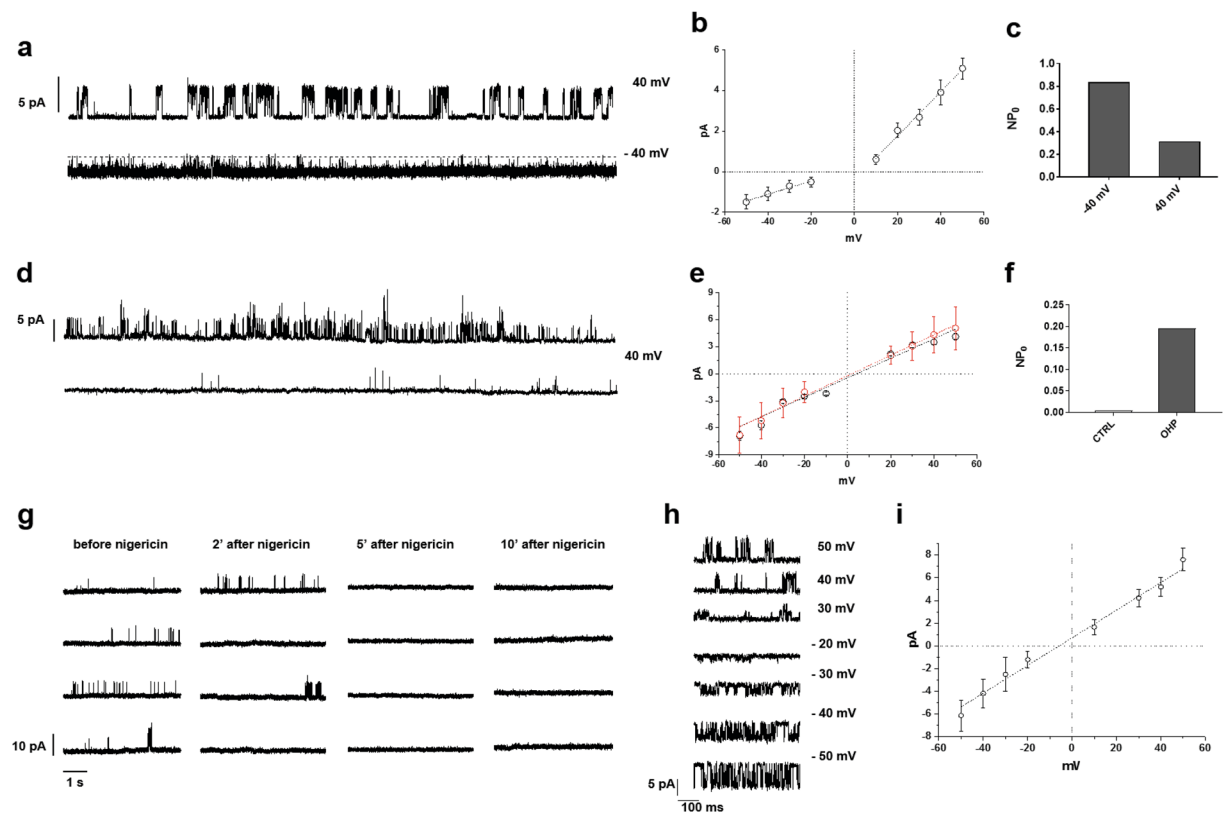 a
5 pA
40 mV
- 40 mV
b
6
4
2
0
-2
pA
-60
-40
-20
0
20
40
60
mV
c
1.0
0.8
0.6
0.4
0.2
0.0
NP0
-40 mV
40 mV
d
5 pA
40 mV
e
9
6
3
0
-3
-6
-9
pA
-60
-40
-20
0
20
40
60
mV
f
0.25
0.20
0.15
0.10
0.05
0.00
NP0
CTRL
OHP
g
before nigericin
2' after nigericin
5' after nigericin
10' after nigericin
10 pA
1 s
h
50 mV
40 mV
30 mV
- 20 mV
- 30 mV
- 40 mV
- 50 mV
5 pA
100 ms
i
8
6
4
2
0
-2
-4
-6
-8
pA
-60
-40
-20
0
20
40
60
mV